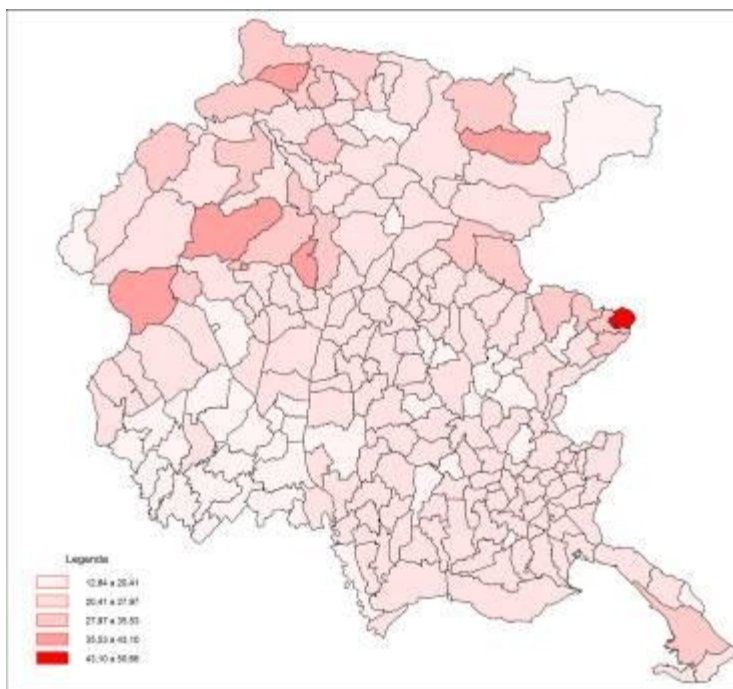 Legenda
12,84 a 20,41
20,41 a 27,97
27,97 a 35,53
35,53 a 43,10
43,10 a 50,66